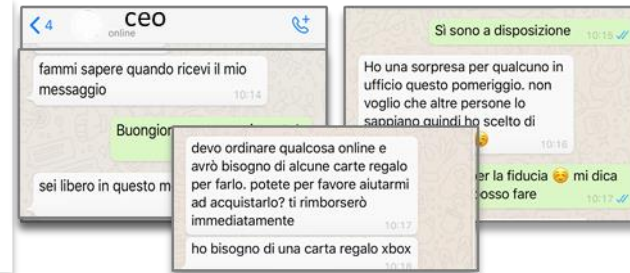 4
ceo
online
fammi sapere quando ricevi il mio
messaggio
10:14
Buongior
sei libero in questo m
Sì sono a disposizione
10:15
Ho una sorpresa per qualcuno in
ufficio questo pomeriggio. non
voglio che altre persone lo
sappiano quindi ho scelto di
10:16
er la fiducia 😌 mi dica
osso fare
10:17
devo ordinare qualcosa online e
avrò bisogno di alcune carte regalo
per farlo. potete per favore aiutarmi
ad acquistarlo? ti rimborserò
immediatamente
10:17
ho bisogno di una carta regalo xbox
10:18